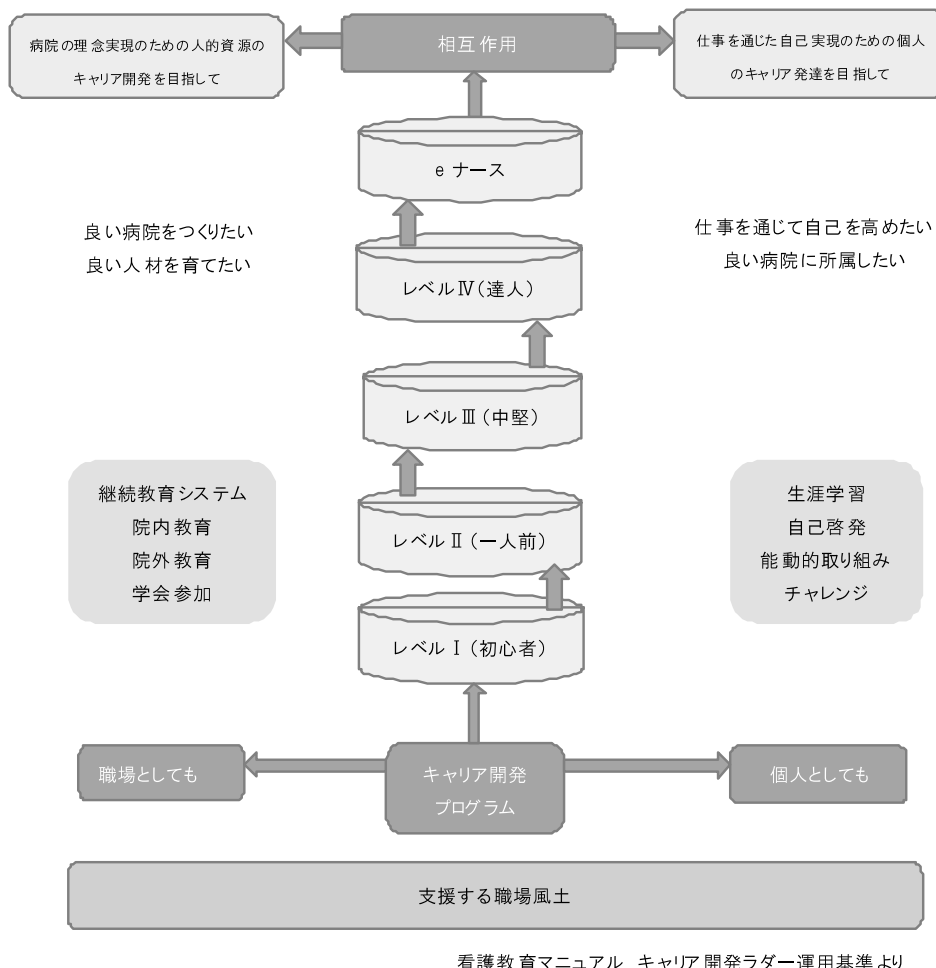 病院の理念実現のための人的資源の
キャリア開発を目指して
相互作用
仕事を通じた自己実現のための個人
のキャリア発達を目指して
e ナース
良い病院をつくりたい
良い人材を育てたい
仕事を通じて自己を高めたい
良い病院に所属したい
レベルⅣ(達人)
レベルⅢ(中堅)
継続教育システム
院内教育
院外教育
学会参加
生涯学習
自己啓発
能動的取り組み
チャレンジ
レベルⅡ(一人前)
レベルⅠ(初心者)
職場としても
キャリア開発
プログラム
個人としても
支援する職場風土
看護教育マニュアル キャリア開発ラダー運用基準より